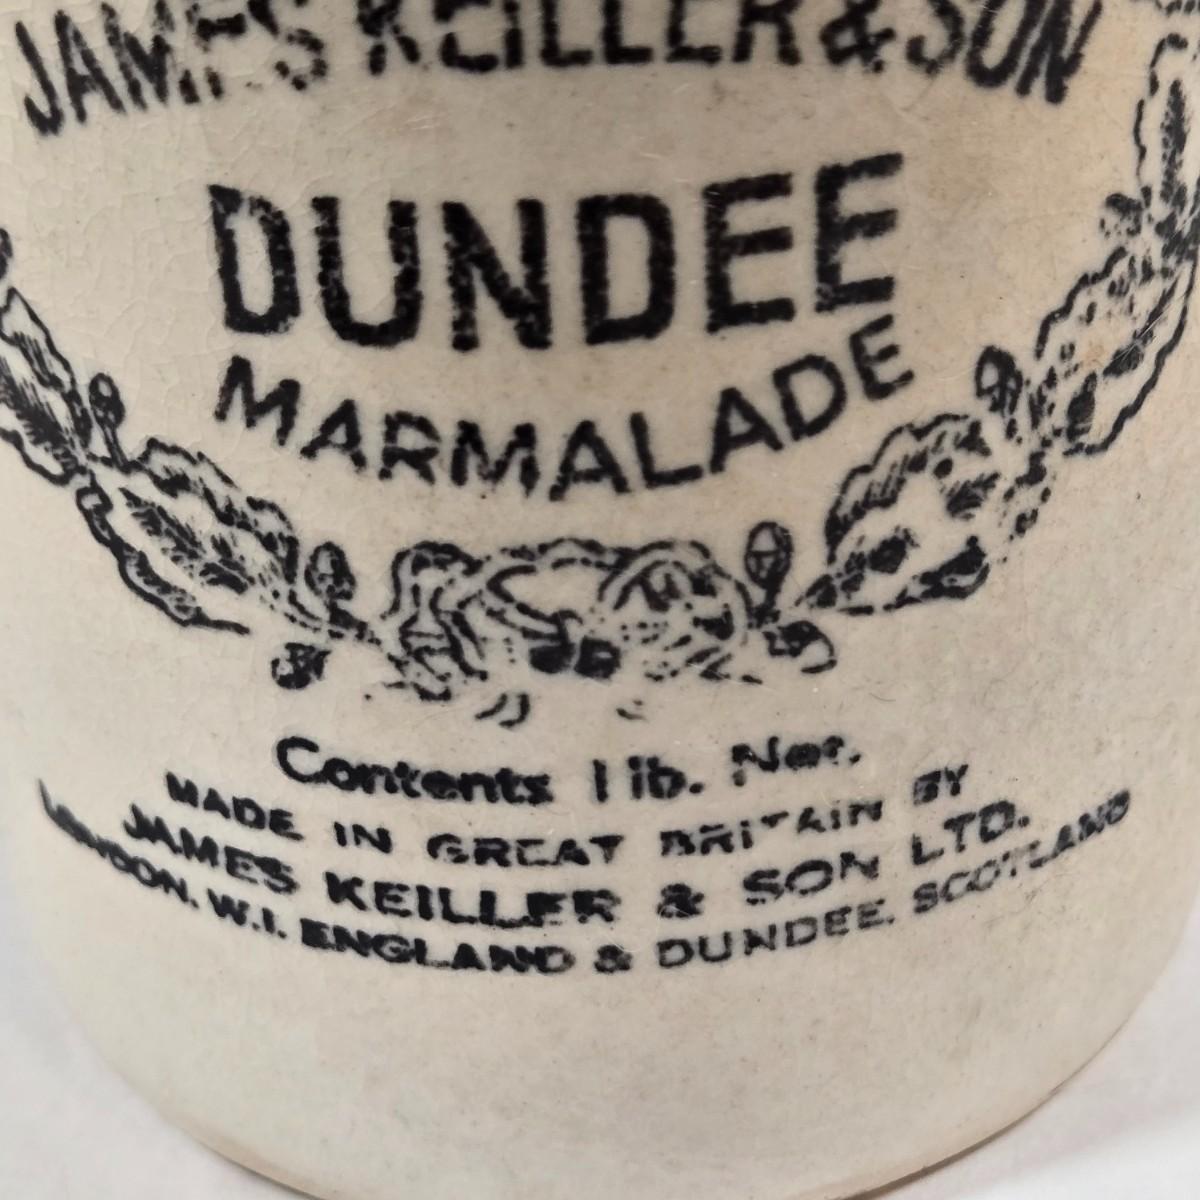 JAMES KEILLER & SON
DUNDEE
MARMALADE
Contents 1 lb. Net.
MADE IN GREAT BRITAIN BY
JAMES KEILLER & SON LTD.
LONDON. W.I. ENGLAND & DUNDEE. SCOTLAND